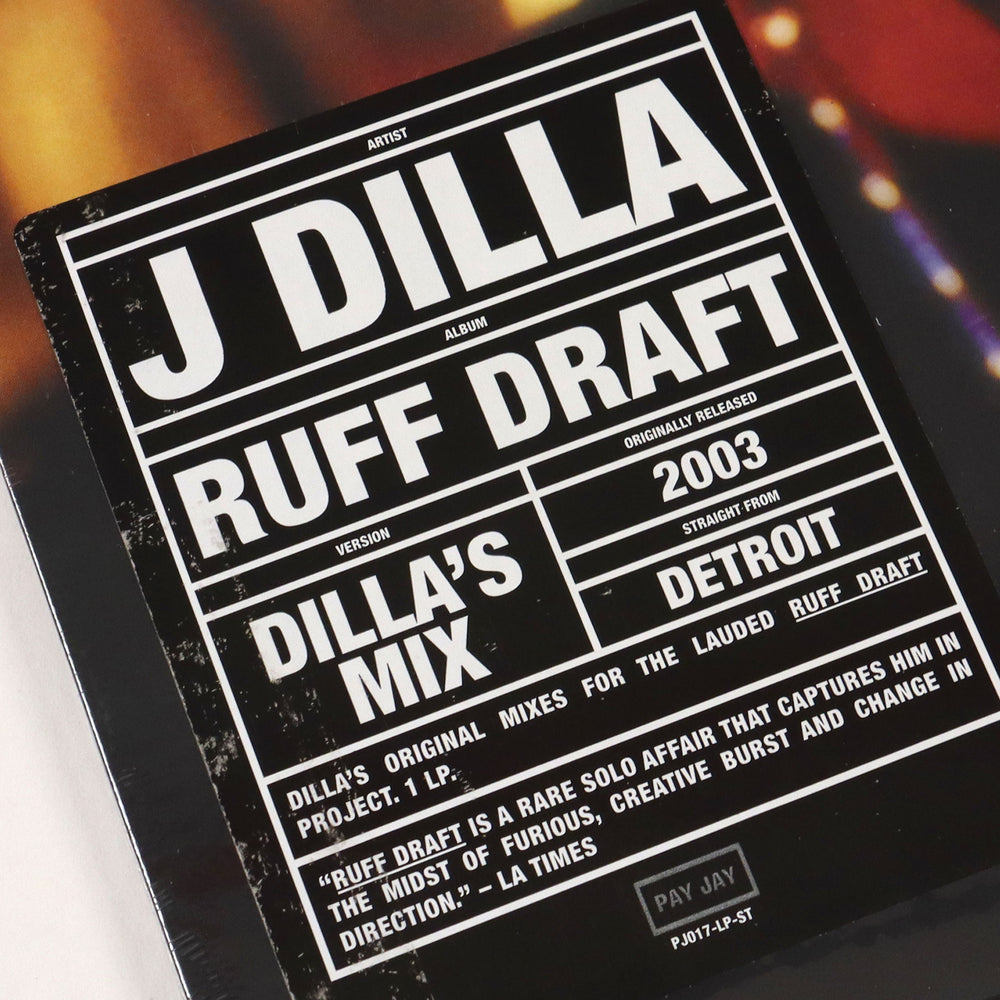 ARTIST
J DILLA
ALBUM
RUFF DRAFT
VERSION
DILLA'S
MIX
ORIGINALLY RELEASED
2003
STRAIGHT FROM
DETROIT
DILLA'S ORIGINAL MIXES FOR THE LAUDED RUFF DRAFT
PROJECT. 1 LP.
“RUFF DRAFT IS A RARE SOLO AFFAIR THAT CAPTURES HIM IN
THE MIDST OF FURIOUS, CREATIVE BURST AND CHANGE IN
DIRECTION.” – LA TIMES
PAY JAY
PJ017-LP-ST